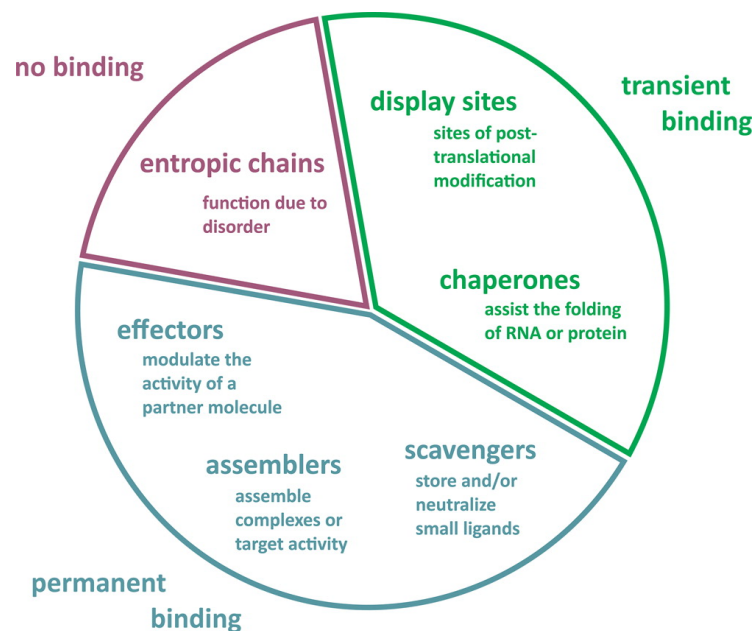 no binding
entropic chains
function due to
disorder
transient
binding
display sites
sites of post-
translational
modification
chaperones
assist the folding
of RNA or protein
effectors
modulate the
activity of a
partner molecule
assemblers
assemble
complexes or
target activity
scavengers
store and/or
neutralize
small ligands
permanent
binding